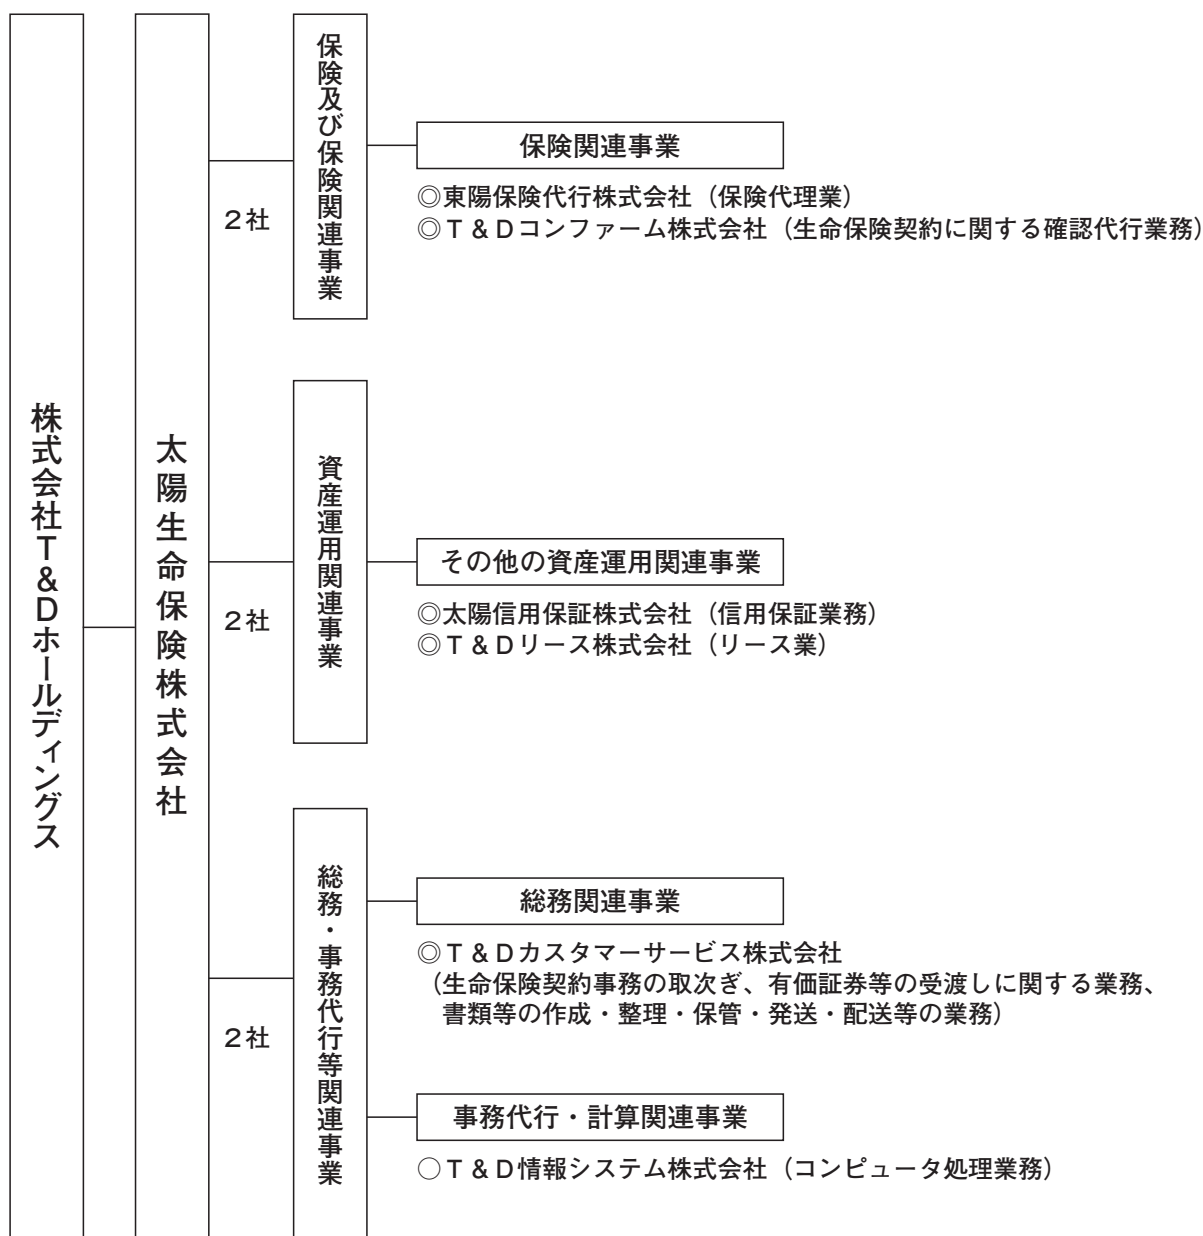 株式会社Ｔ＆Ｄホールディングス
太陽生命保険株式会社
２社
保険及び保険関連事業
保険関連事業
◎東陽保険代行株式会社（保険代理業）
◎Ｔ＆Ｄコンファーム株式会社（生命保険契約に関する確認代行業務）
２社
資産運用関連事業
その他の資産運用関連事業
◎太陽信用保証株式会社（信用保証業務）
◎Ｔ＆Ｄリース株式会社（リース業）
２社
総務・事務代行等関連事業
総務関連事業
◎Ｔ＆Ｄカスタマーサービス株式会社
（生命保険契約事務の取次ぎ、有価証券等の受渡しに関する業務、
書類等の作成・整理・保管・発送・配送等の業務）
事務代行・計算関連事業
○Ｔ＆Ｄ情報システム株式会社（コンピュータ処理業務）